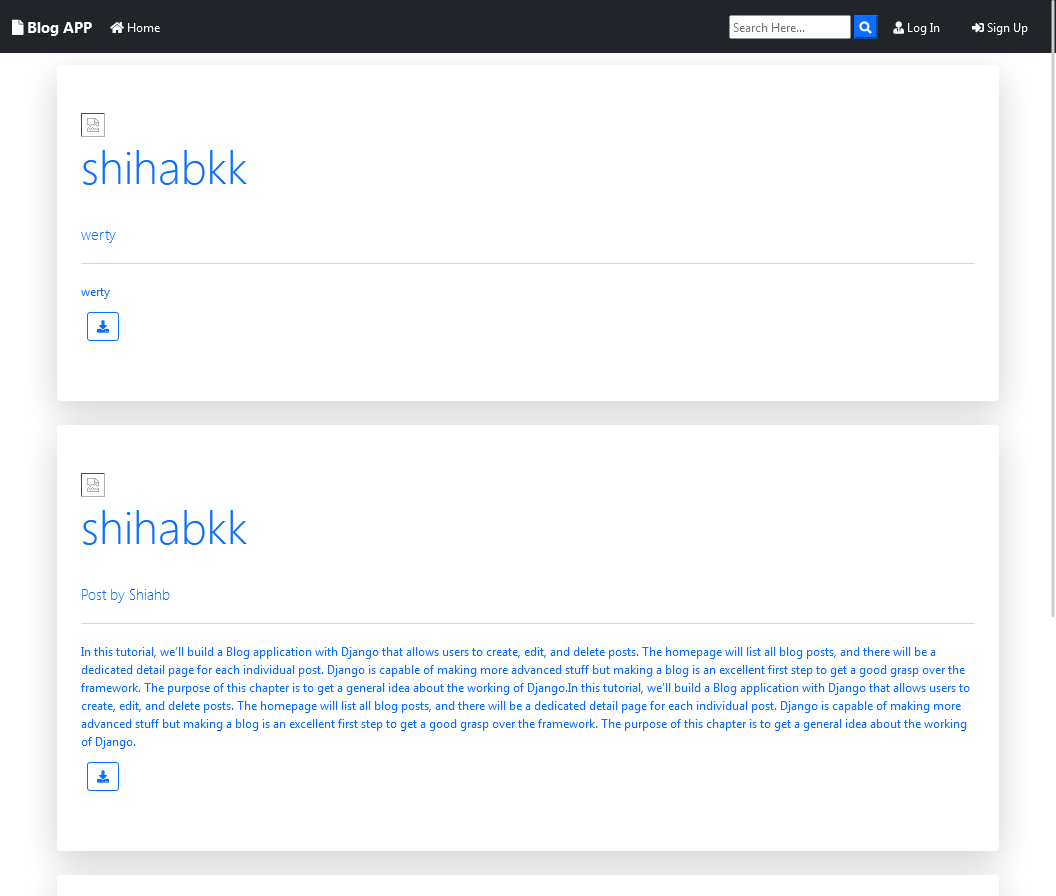 Blog APP Home Search Here... Log In Sign Up
shihabkk
werty
werty
shihabkk
Post by Shiahb
In this tutorial, we’ll build a Blog application with Django that allows users to create, edit, and delete posts. The homepage will list all blog posts, and there will be a
dedicated detail page for each individual post. Django is capable of making more advanced stuff but making a blog is an excellent first step to get a good grasp over the
framework. The purpose of this chapter is to get a general idea about the working of Django.In this tutorial, we’ll build a Blog application with Django that allows users to
create, edit, and delete posts. The homepage will list all blog posts, and there will be a dedicated detail page for each individual post. Django is capable of making more
advanced stuff but making a blog is an excellent first step to get a good grasp over the framework. The purpose of this chapter is to get a general idea about the working
of Django.